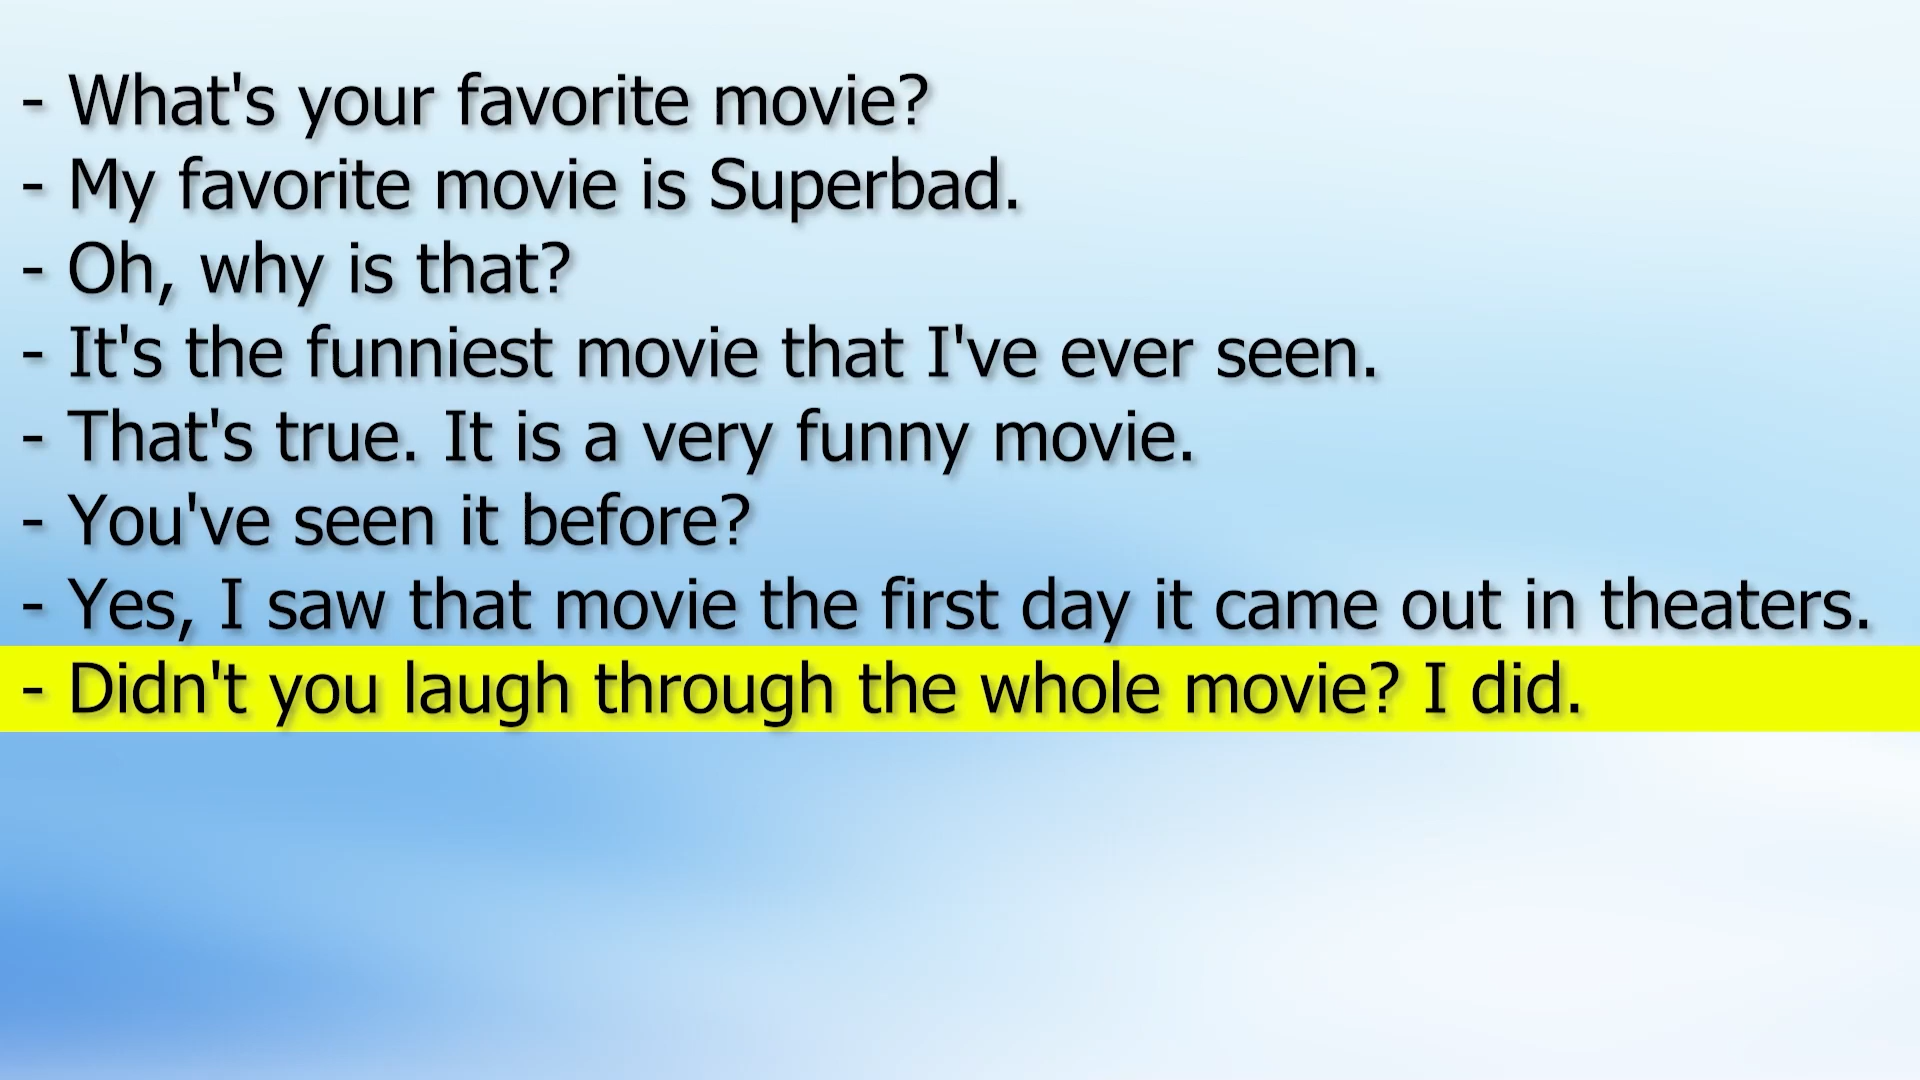 - What's your favorite movie?
- My favorite movie is Superbad.
- Oh, why is that?
- It's the funniest movie that I've ever seen.
- That's true. It is a very funny movie.
- You've seen it before?
- Yes, I saw that movie the first day it came out in theaters.
- Didn't you laugh through the whole movie? I did.